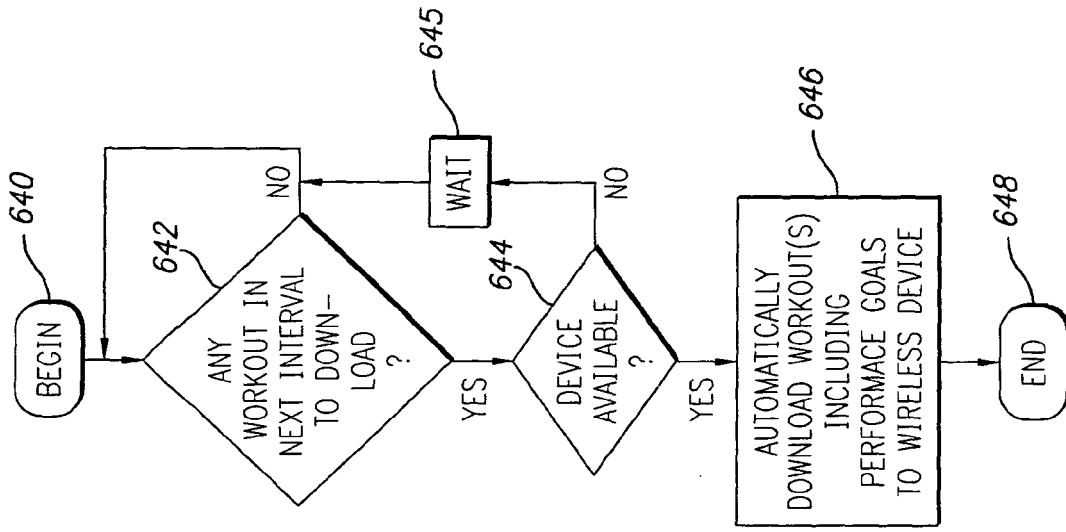 BEGIN
640
ANY
WORKOUT IN
NEXT INTERVAL
TO DOWN-
LOAD
?
642
NO
YES
WAIT
645
DEVICE
AVAILABLE
?
644
NO
YES
AUTOMATICALLY
DOWNLOAD WORKOUT(S)
INCLUDING
PERFORMACE GOALS
TO WIRELESS DEVICE
646
END
648